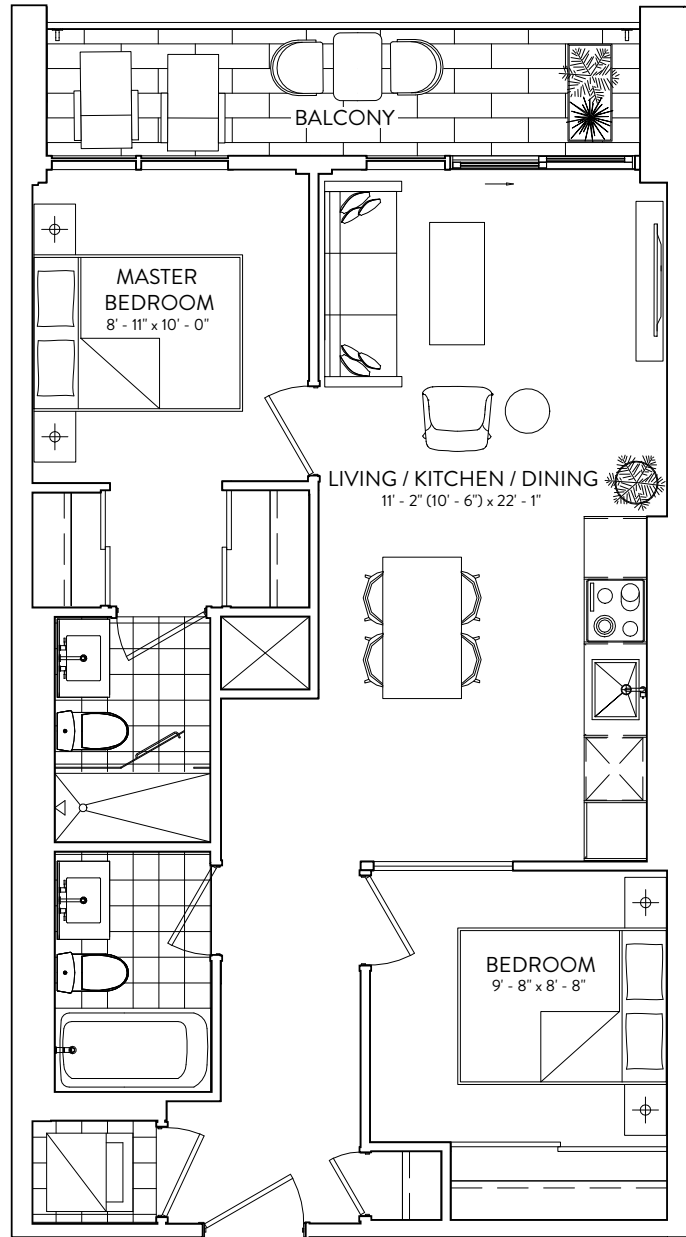 BALCONY
MASTER
BEDROOM
8' - 11" x 10' - 0"
LIVING / KITCHEN / DINING
11' - 2" (10' - 6") x 22' - 1"
BEDROOM
9' - 8" x 8' - 8"